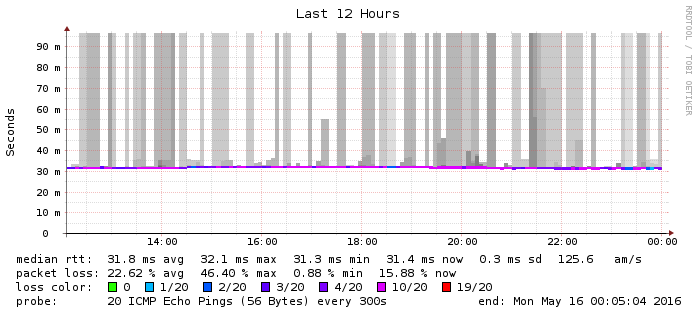 Last 12 Hours
RRDTOOL / TOBI OETIKER
Seconds
90 m
80 m
70 m
60 m
50 m
40 m
30 m
20 m
10 m
0
14:00 16:00 18:00 20:00 22:00 00:00
median rtt: 31.8 ms avg 32.1 ms max 31.3 ms min 31.4 ms now 0.3 ms sd 125.6 am/s
packet loss: 22.62 % avg 46.40 % max 0.88 % min 15.88 % now
loss color: 0 1/20 2/20 3/20 4/20 10/20 19/20
probe: 20 ICMP Echo Pings (56 Bytes) every 300s end: Mon May 16 00:05:04 2016